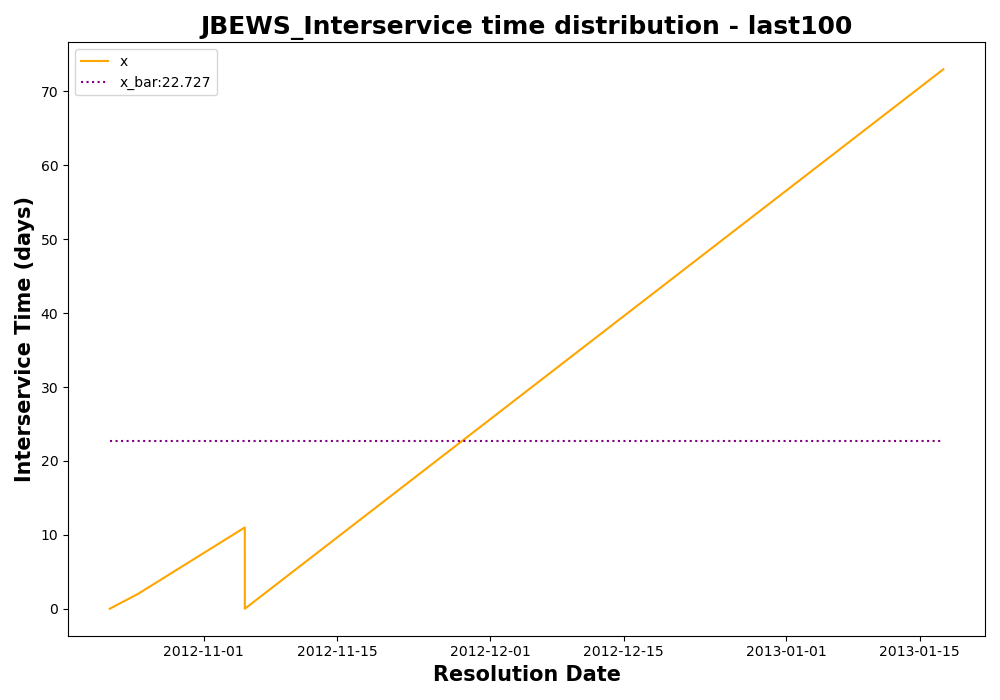 JBEWS_Interservice time distribution - last100
x
x_bar:22.727
Interservice Time (days)
70
60
50
40
30
20
10
0
2012-11-01 2012-11-15 2012-12-01 2012-12-15 2013-01-01 2013-01-15
Resolution Date